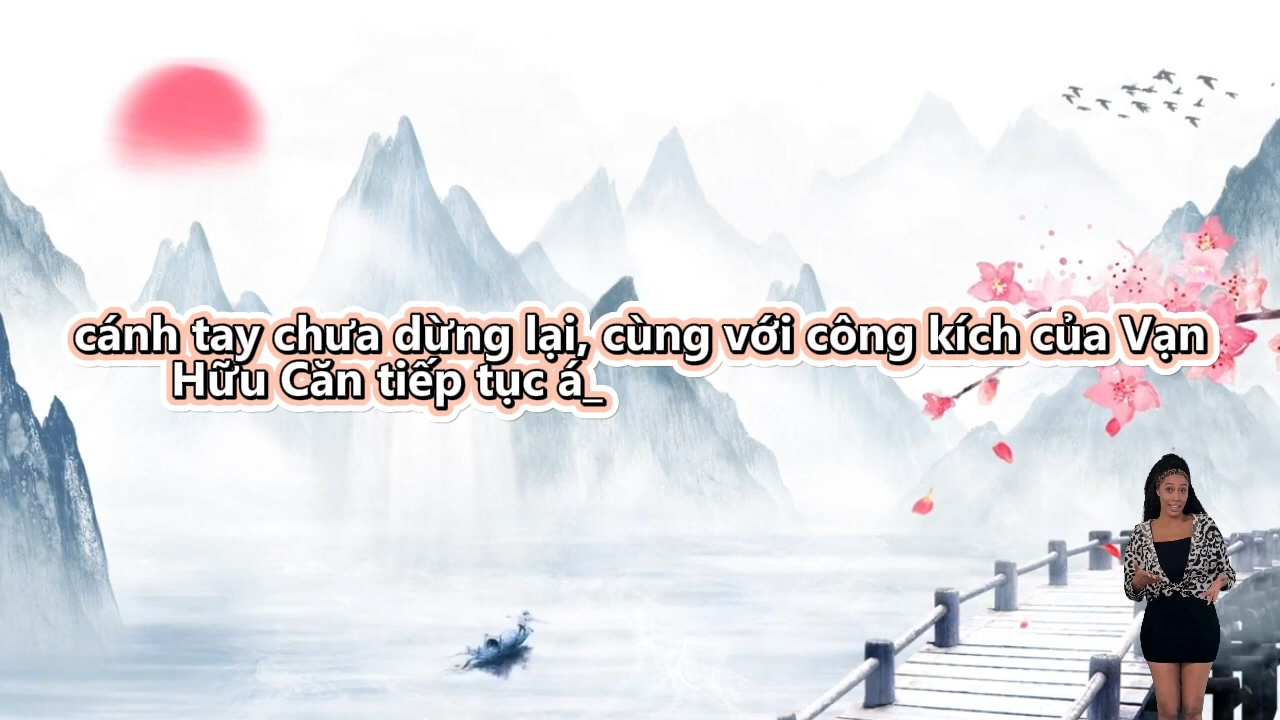 cánh tay chưa dừng lại, cùng với công kích của Vạn
Hữu Căn tiếp tục á_